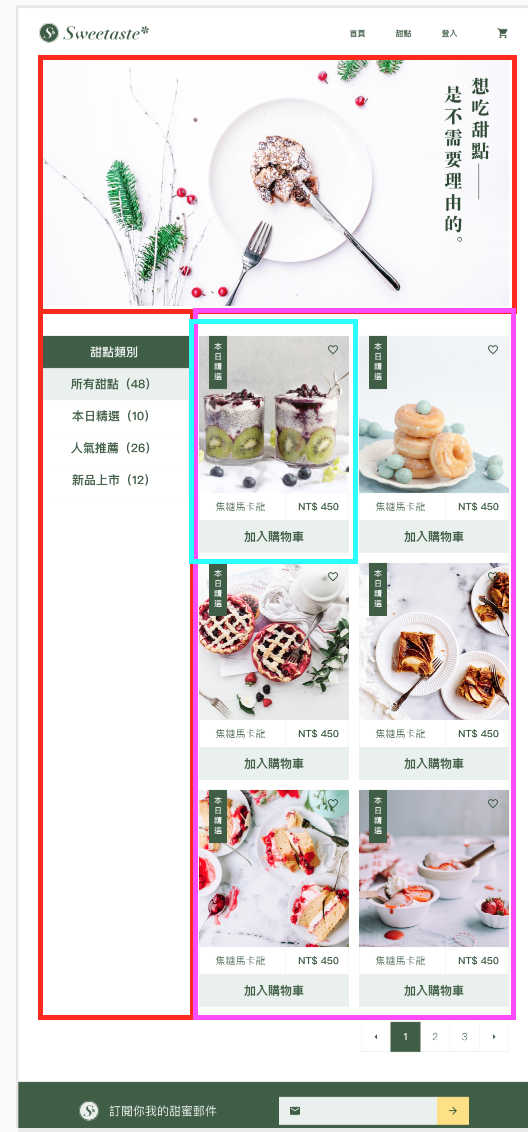 S Sweetaste*
首頁 甜點 登入
想吃甜點——
是不需要理由的。
甜點類別
所有甜點（48）
本日精選（10）
人氣推薦（26）
新品上市（12）
本日精選
本日精選
焦糖馬卡龍 NT$ 450
焦糖馬卡龍 NT$ 450
加入購物車
加入購物車
本日精選
本日精選
焦糖馬卡龍 NT$ 450
焦糖馬卡龍 NT$ 450
加入購物車
加入購物車
本日精選
本日精選
焦糖馬卡龍 NT$ 450
焦糖馬卡龍 NT$ 450
加入購物車
加入購物車
1 2 3
S 訂閱你我的甜蜜郵件